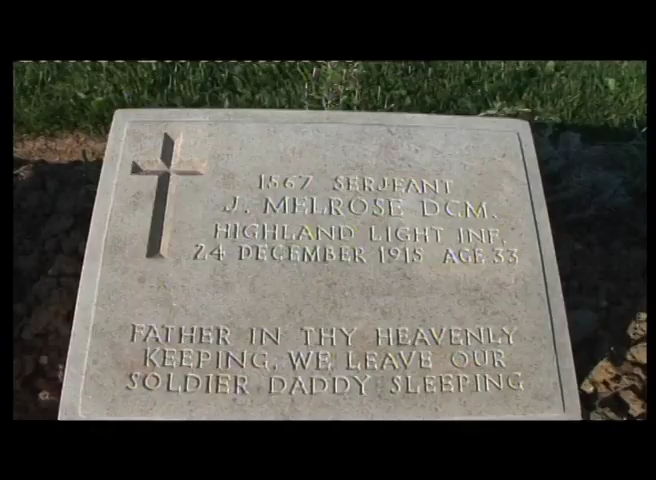 1567 SERJEANT
J. MELROSE DCM.
HIGHLAND LIGHT INF.
24 DECEMBER 1915 AGE 33
FATHER IN THY HEAVENLY
KEEPING, WE LEAVE OUR
SOLDIER DADDY SLEEPING